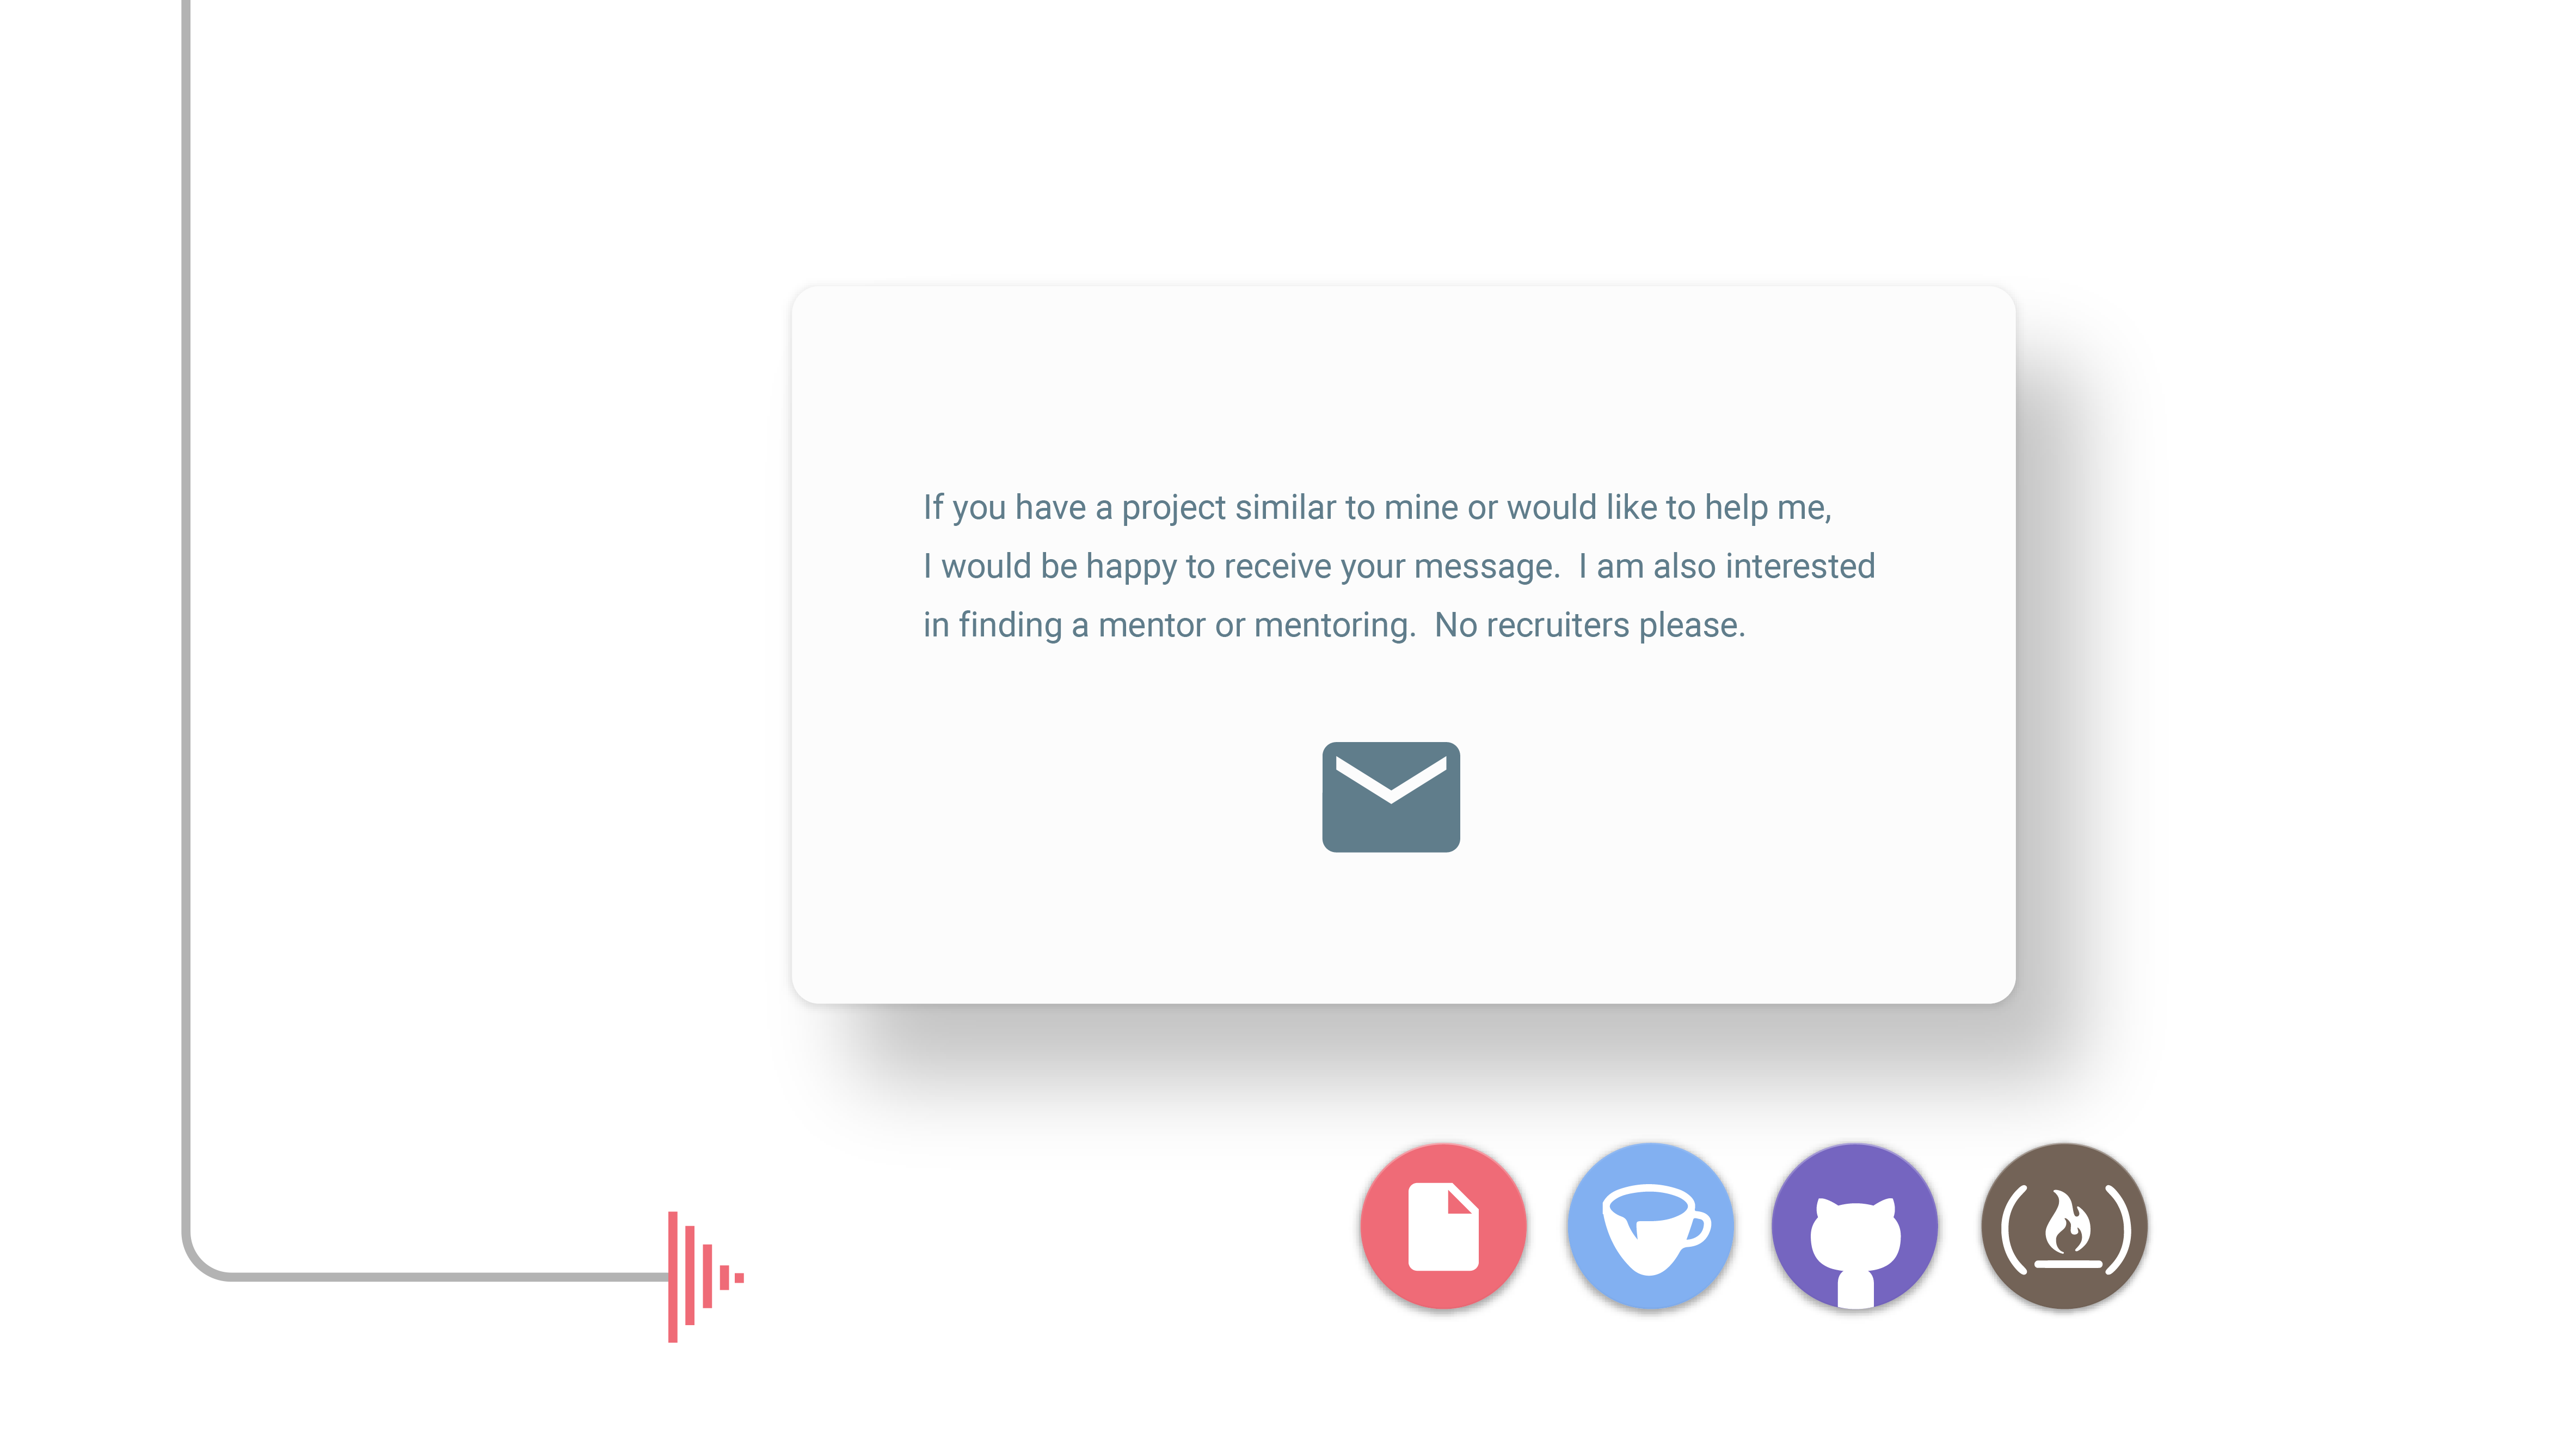 If you have a project similar to mine or would like to help me,
I would be happy to receive your message.  I am also interested
in finding a mentor or mentoring.  No recruiters please.